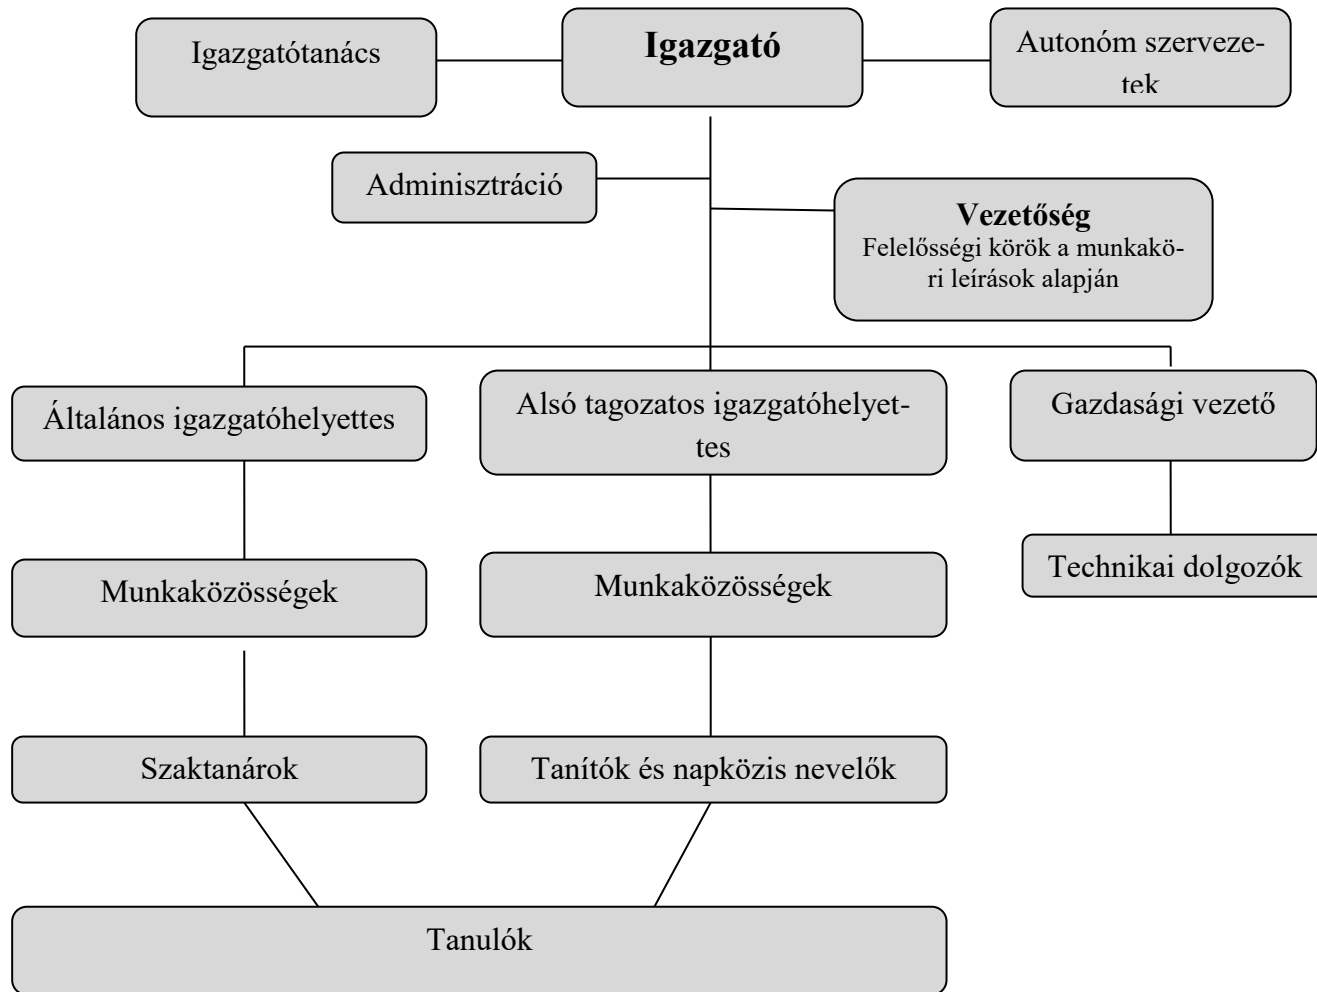 Igazgatótanács
Igazgató
Autonóm szerveze-
tek
Adminisztráció
Vezetőség
Felelősségi körök a munkakö-
ri leírások alapján
Általános igazgatóhelyettes
Alsó tagozatos igazgatóhelyet-
tes
Gazdasági vezető
Munkaközösségek
Munkaközösségek
Technikai dolgozók
Szaktanárok
Tanítók és napközis nevelők
Tanulók